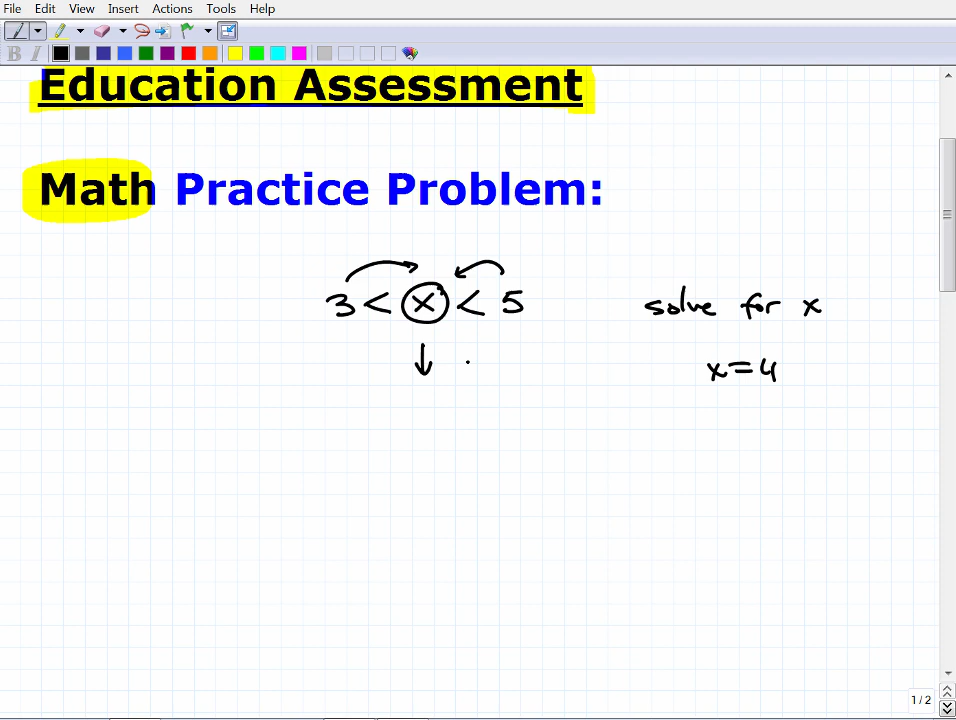 File Edit View Insert Actions Tools Help
B I
Education Assessment
Math Practice Problem:
3 < x < 5 solve for x
x=4
1 / 2